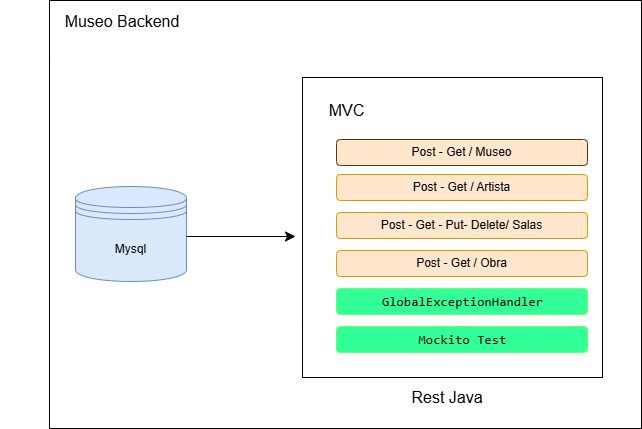 Museo Backend
MVC
Post - Get / Museo
Post - Get / Artista
Post - Get - Put- Delete/ Salas
Mysql
Post - Get / Obra
GlobalExceptionHandler
Mockito Test
Rest Java